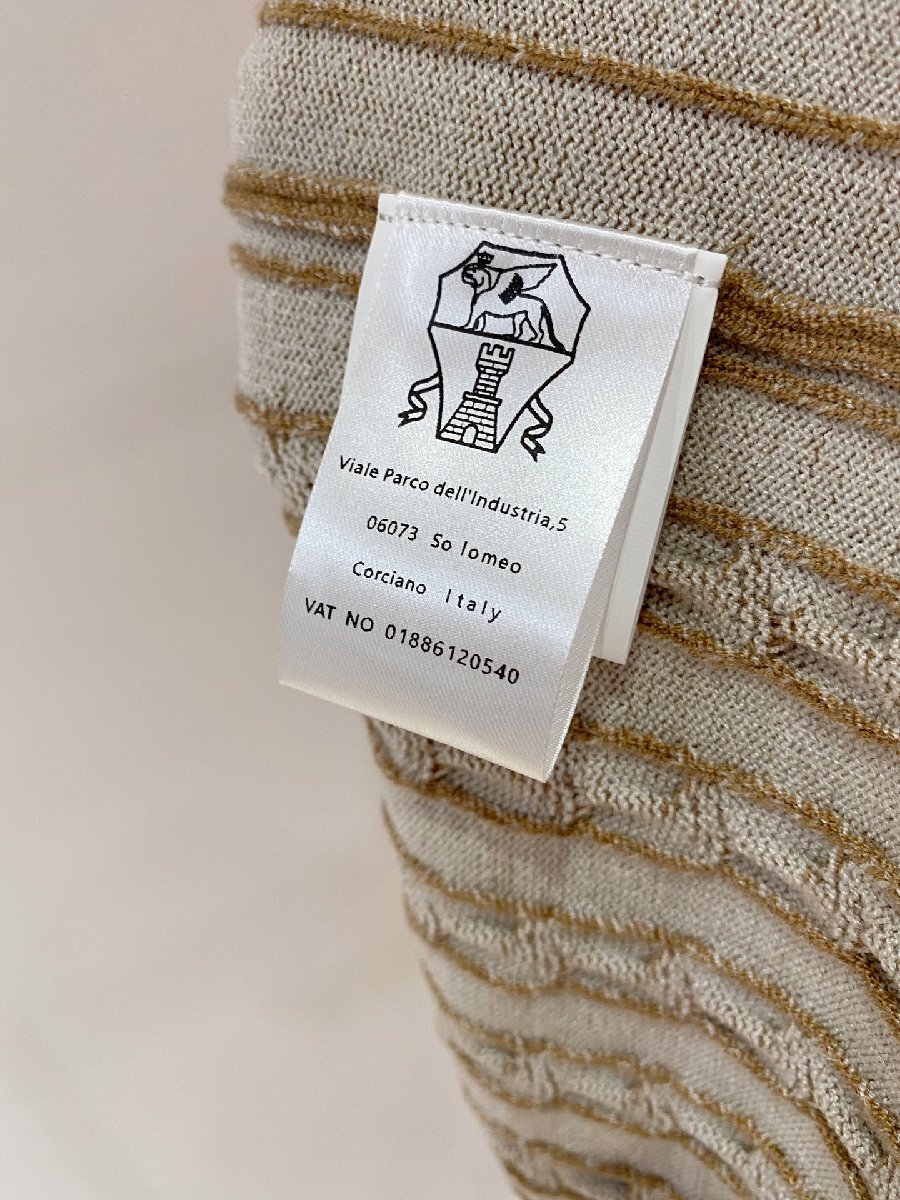 Viale Parco dell'Industria,5
06073 So lomeo
Corciano Italy
VAT NO 01886120540